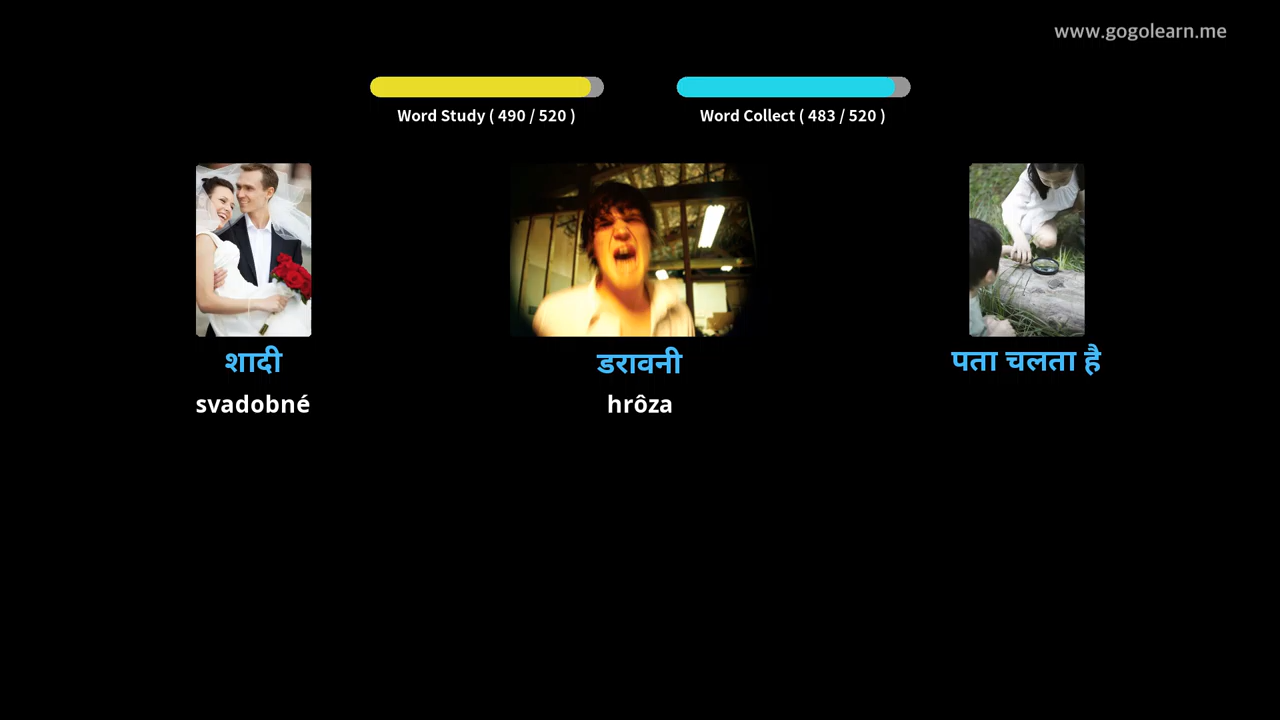 www.gogolearn.me
Word Study ( 490 / 520 )
Word Collect ( 483 / 520 )
शादी
डरावनी
पता चलता है
svadobné
hrôza